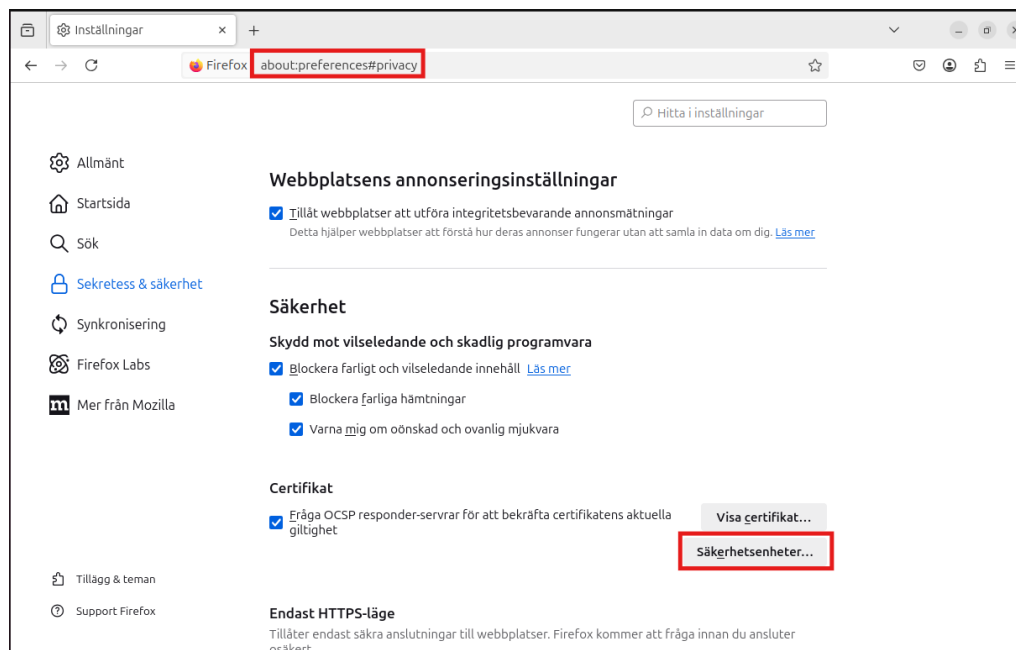 Inställningar
Firefox about:preferences#privacy
Hitta i inställningar
Allmänt
Startsida
Sök
Sekretess & säkerhet
Synkronisering
Firefox Labs
Mer från Mozilla
Tillägg & teman
Support Firefox
Webbplatsens annonseringsinställningar
Tillåt webbplatser att utföra integritetsbevarande annonsmätningar
Detta hjälper webbplatser att förstå hur deras annonser fungerar utan att samla in data om dig. Läs mer
Säkerhet
Skydd mot vilseledande och skadlig programvara
Blockera farligt och vilseledande innehåll Läs mer
Blockera farliga hämtningar
Varna mig om oönskad och ovanlig mjukvara
Certifikat
Fråga OCSP responder-servrar för att bekräfta certifikatens aktuella
giltighet
Visa certifikat...
Säkerhetsenheter...
Endast HTTPS-läge
Tillåter endast säkra anslutningar till webbplatser. Firefox kommer att fråga innan du ansluter
osäkert.